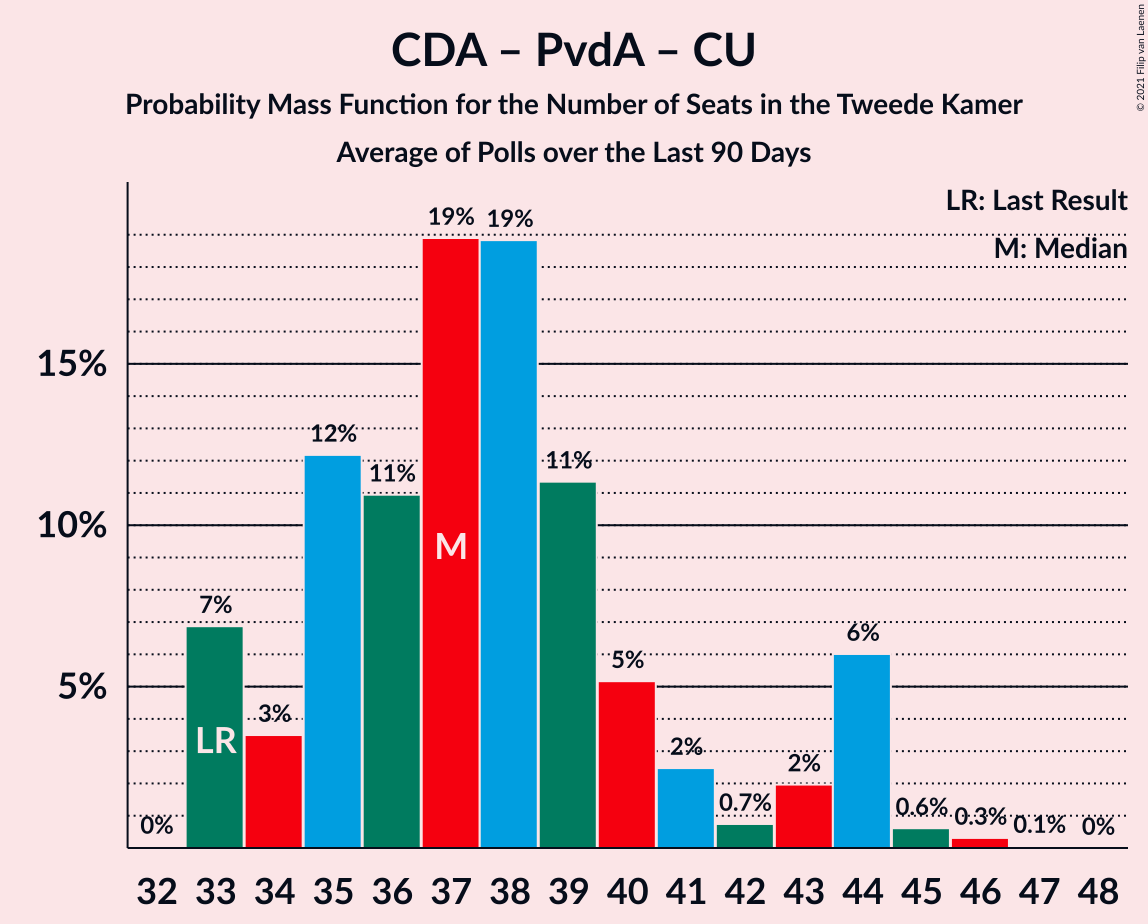 CDA – PvdA – CU
Probability Mass Function for the Number of Seats in the Tweede Kamer
Average of Polls over the Last 90 Days
© 2021 Filip van Laenen
LR: Last Result
M: Median
15%
10%
5%
0%
7%
3%
12%
11%
19%
19%
11%
5%
2%
0.7%
2%
6%
0.6%
0.3%
0.1%
0%
LR
M
32 33 34 35 36 37 38 39 40 41 42 43 44 45 46 47 48